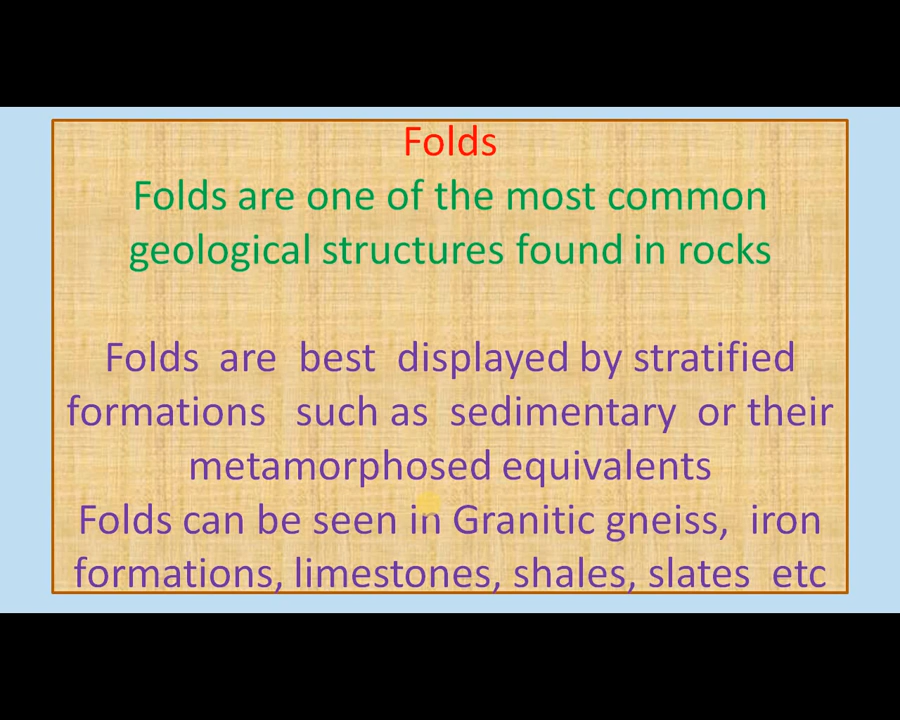 Folds
Folds are one of the most common
geological structures found in rocks
Folds are best displayed by stratified
formations such as sedimentary or their
metamorphosed equivalents
Folds can be seen in Granitic gneiss, iron
formations, limestones, shales, slates etc